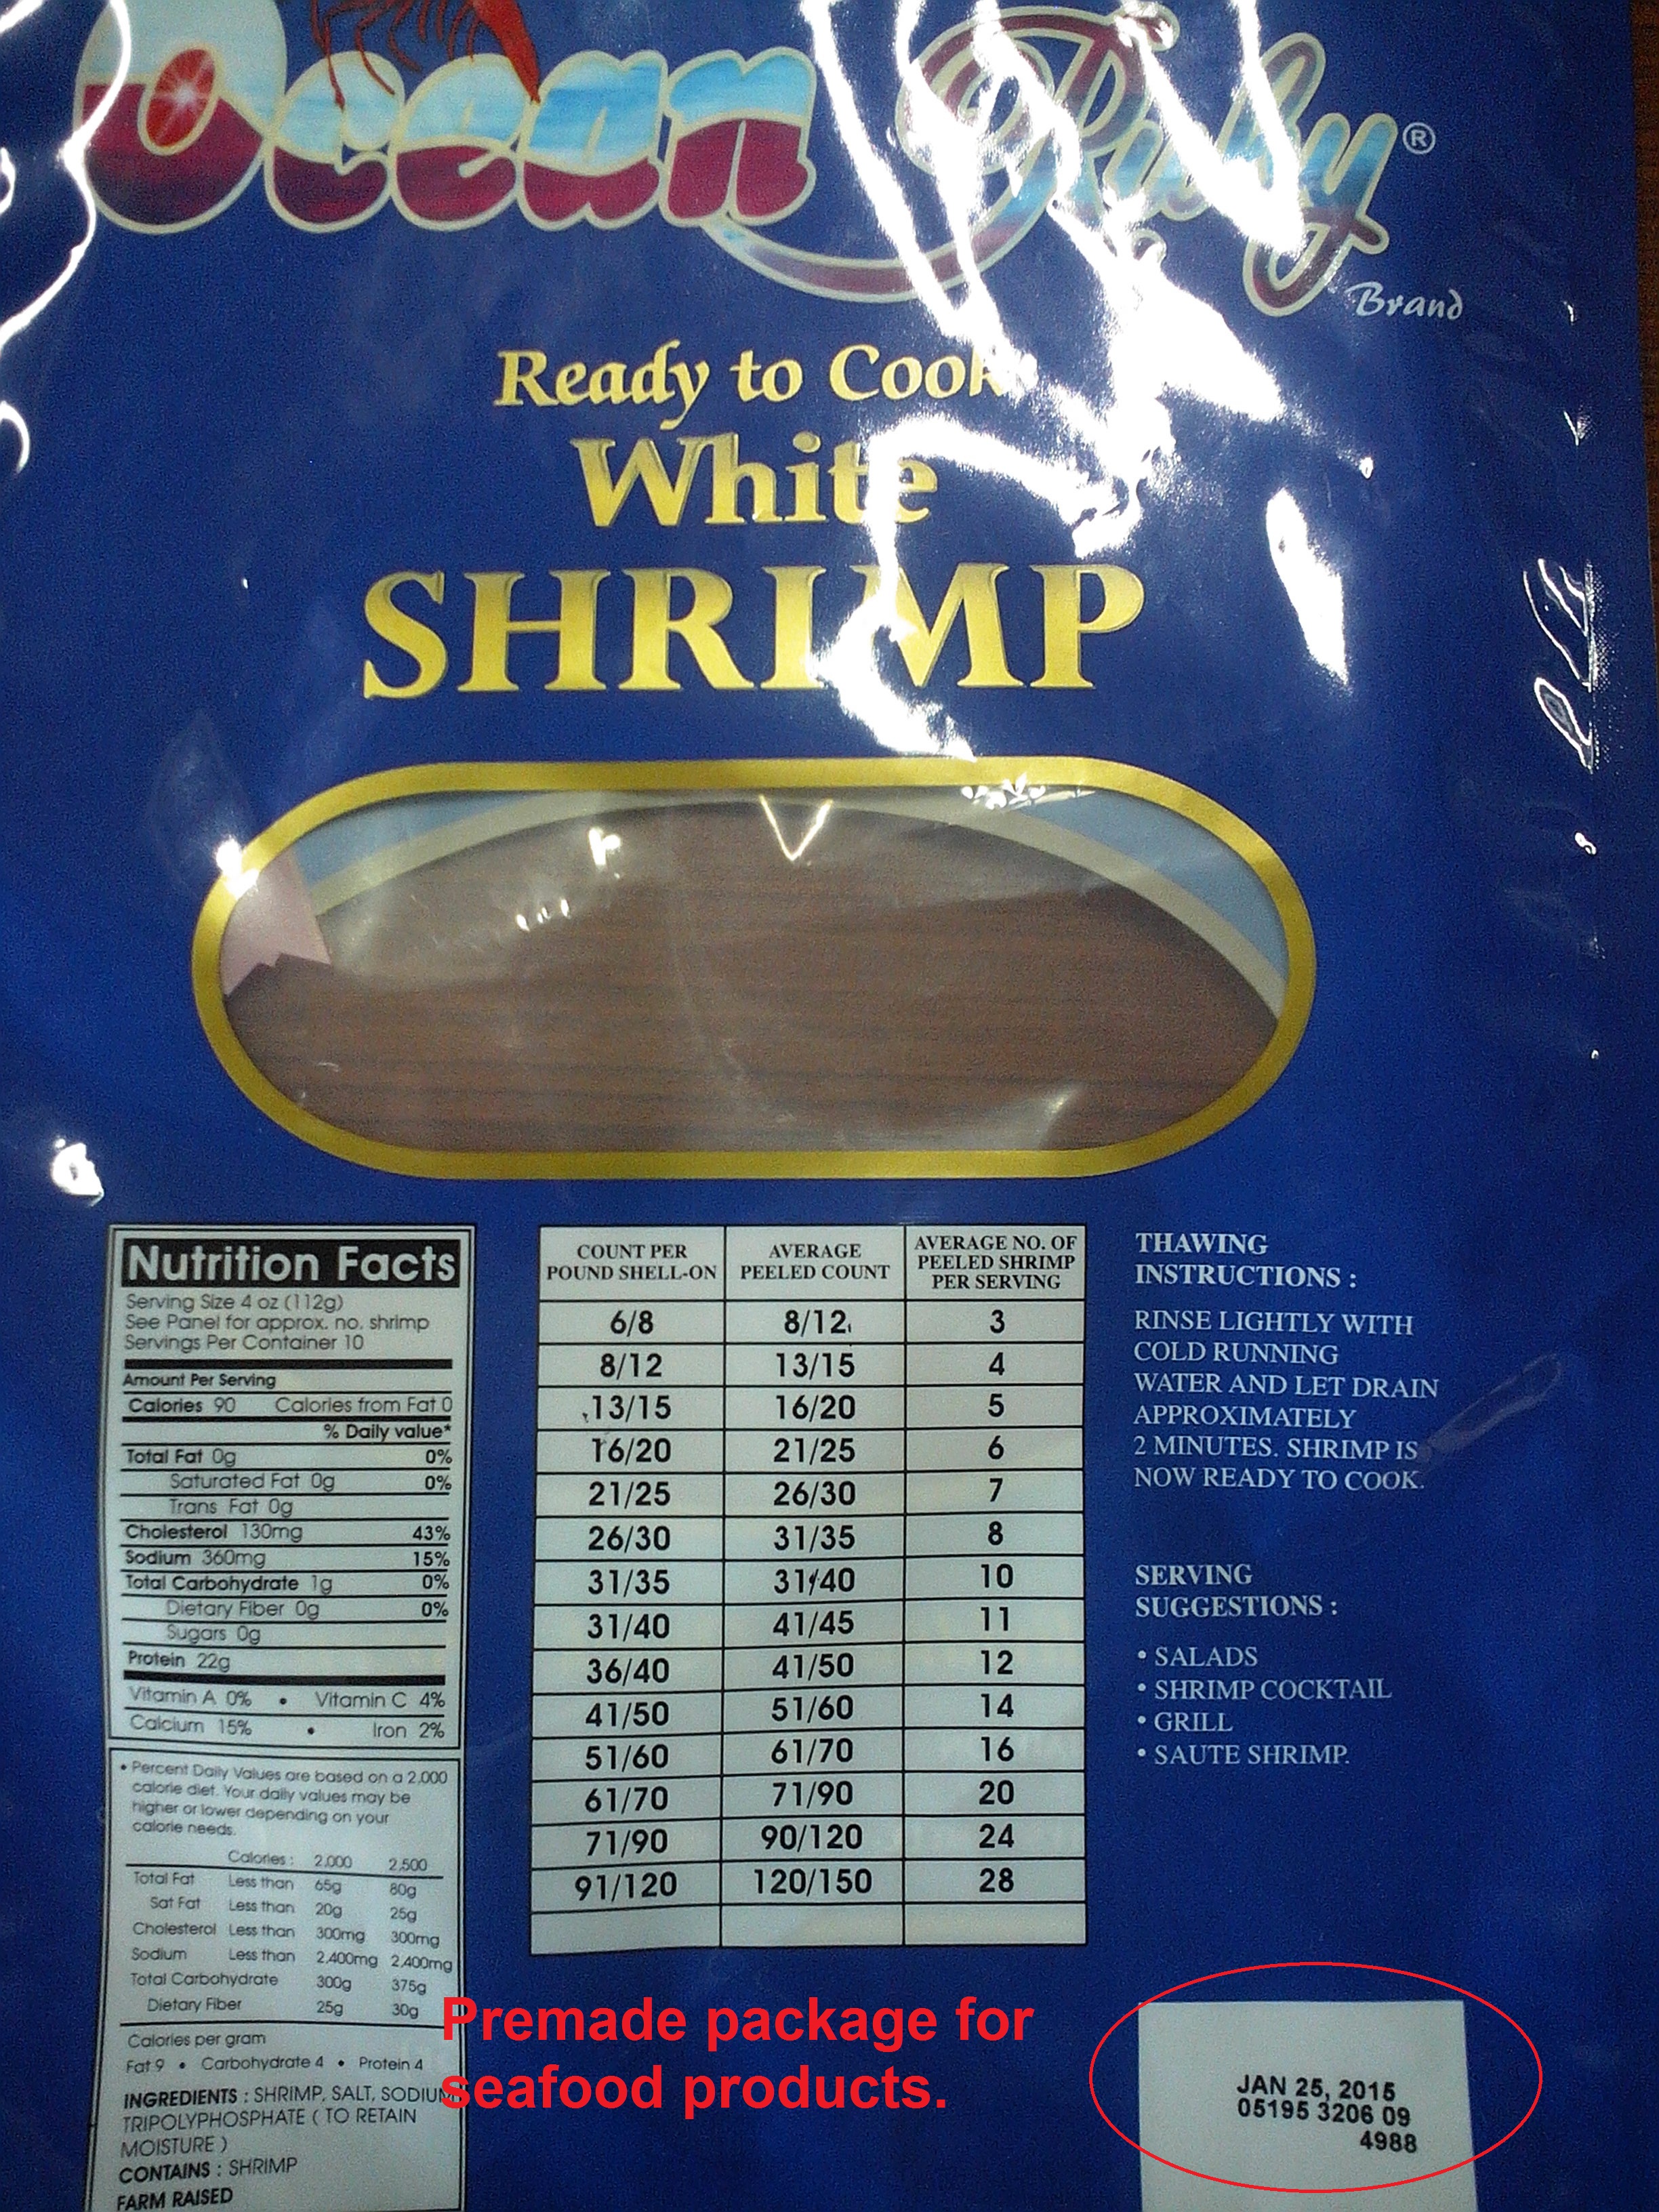 Ocean Ruby®
Brand
Ready to Cook
White
SHRIMP
Nutrition Facts
Serving Size 4 oz (112g)
See Panel for approx. no. shrimp
Servings Per Container 10
Amount Per Serving
Calories 90 Calories from Fat 0
% Daily value*
Total Fat 0g 0%
Saturated Fat 0g 0%
Trans Fat 0g
Cholesterol 130mg 43%
Sodium 360mg 15%
Total Carbohydrate 1g 0%
Dietary Fiber 0g 0%
Sugars 0g
Protein 22g
Vitamin A 0% • Vitamin C 4%
Calcium 15% • Iron 2%
• Percent Daily Values are based on a 2,000
calorie diet. Your daily values may be
higher or lower depending on your
calorie needs.
Calories : 2,000 2,500
Total Fat Less than 65g 80g
Sat Fat Less than 20g 25g
Cholesterol Less than 300mg 300mg
Sodium Less than 2,400mg 2,400mg
Total Carbohydrate 300g 375g
Dietary Fiber 25g 30g
Calories per gram
Fat 9 • Carbohydrate 4 • Protein 4
INGREDIENTS : SHRIMP, SALT, SODIUM
TRIPOLYPHOSPHATE ( TO RETAIN
MOISTURE )
CONTAINS : SHRIMP
FARM RAISED
COUNT PER
POUND SHELL-ON
AVERAGE
PEELED COUNT
AVERAGE NO. OF
PEELED SHRIMP
PER SERVING
6/8 8/12 3
8/12 13/15 4
13/15 16/20 5
16/20 21/25 6
21/25 26/30 7
26/30 31/35 8
31/35 31/40 10
31/40 41/45 11
36/40 41/50 12
41/50 51/60 14
51/60 61/70 16
61/70 71/90 20
71/90 90/120 24
91/120 120/150 28
THAWING
INSTRUCTIONS :
RINSE LIGHTLY WITH
COLD RUNNING
WATER AND LET DRAIN
APPROXIMATELY
2 MINUTES. SHRIMP IS
NOW READY TO COOK.
SERVING
SUGGESTIONS :
• SALADS
• SHRIMP COCKTAIL
• GRILL
• SAUTE SHRIMP.
Premade package for
seafood products.
JAN 25, 2015
05195 3206 09
4988